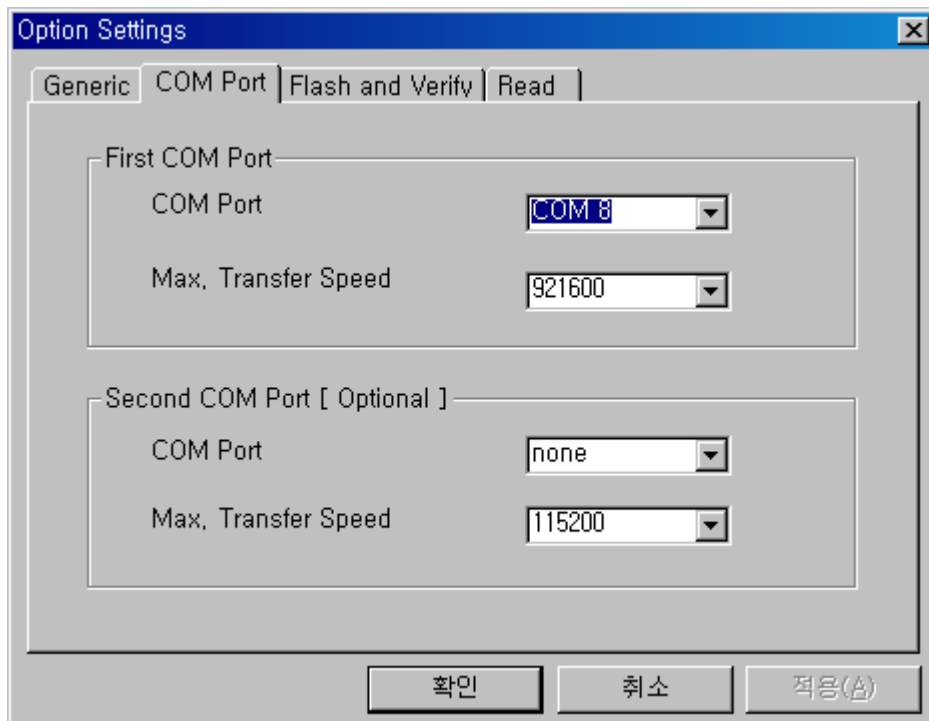 Option Settings
Generic COM Port Flash and Verify Read
First COM Port
COM Port COM 8
Max, Transfer Speed 921600
Second COM Port [ Optional ]
COM Port none
Max, Transfer Speed 115200
확인 취소 적용(A)